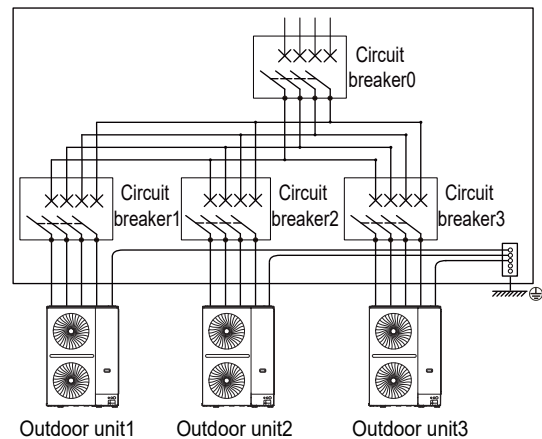 Circuit
breaker0
Circuit
breaker1
Circuit
breaker2
Circuit
breaker3
Outdoor unit1
Outdoor unit2
Outdoor unit3